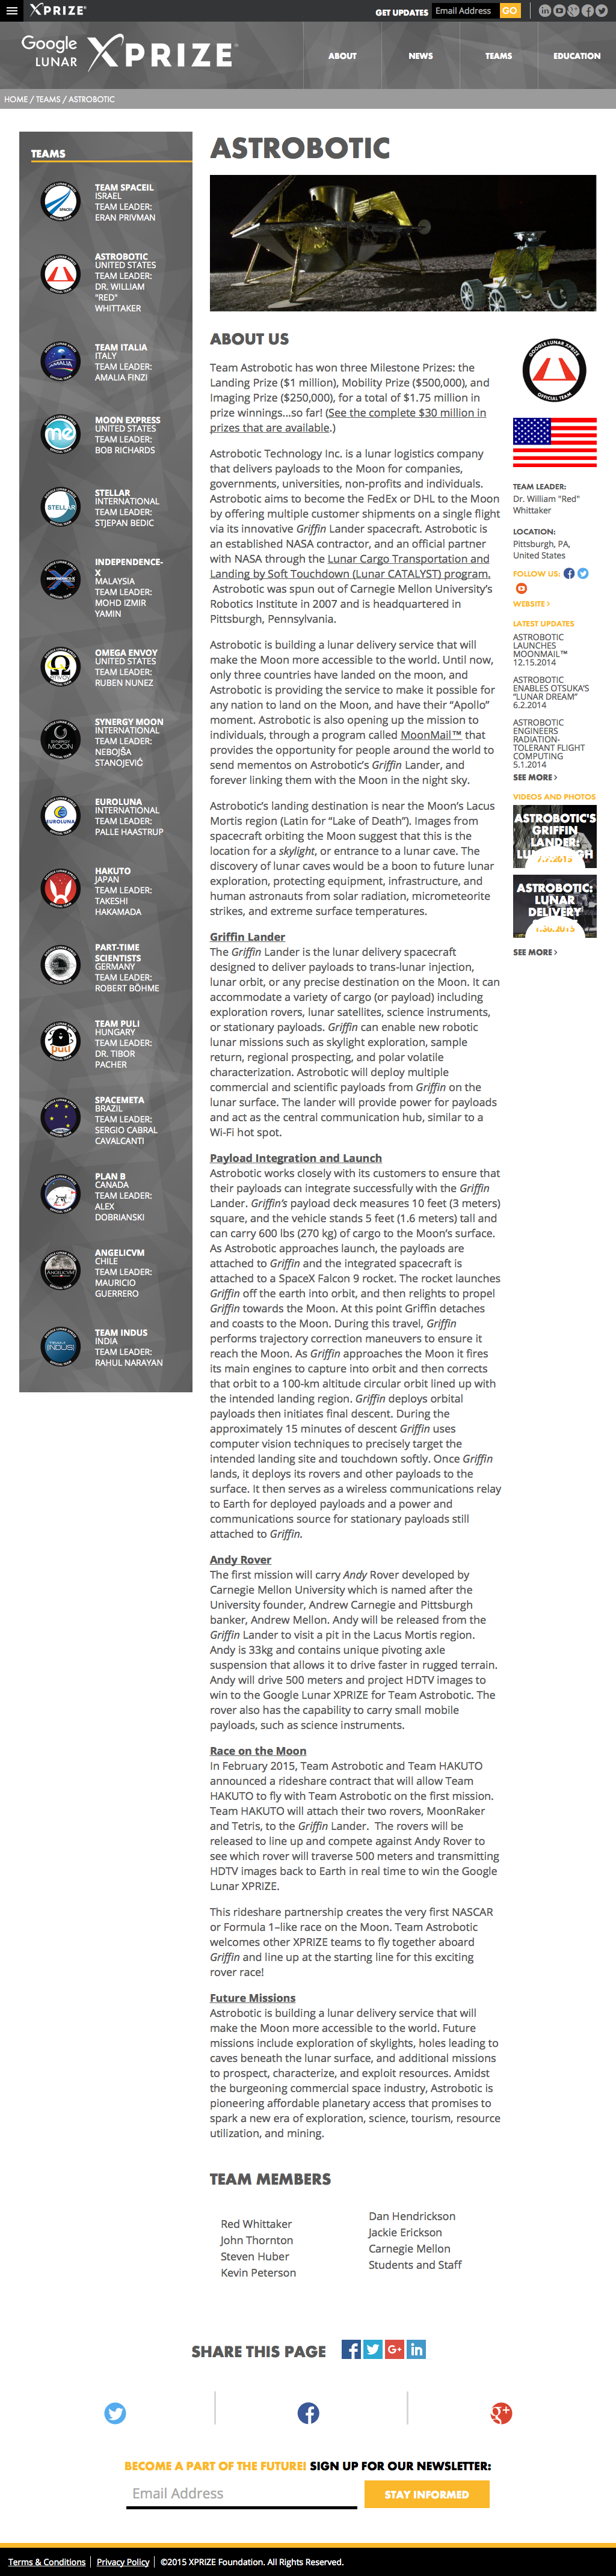 XPRIZE
GET UPDATES
Email Address
GO
Google
LUNAR
XPRIZE
ABOUT
NEWS
TEAMS
EDUCATION
HOME / TEAMS / ASTROBOTIC
TEAMS
TEAM SPACEIL
ISRAEL
TEAM LEADER:
ERAN PRIVMAN
ASTROBOTIC
UNITED STATES
TEAM LEADER:
DR. WILLIAM
"RED"
WHITTAKER
TEAM ITALIA
ITALY
TEAM LEADER:
AMALIA FINZI
MOON EXPRESS
UNITED STATES
TEAM LEADER:
BOB RICHARDS
STELLAR
INTERNATIONAL
TEAM LEADER:
STJEPAN BEDIC
INDEPENDENCE-
X
MALAYSIA
TEAM LEADER:
MOHD IZMIR
YAMIN
OMEGA ENVOY
UNITED STATES
TEAM LEADER:
RUBEN NUNEZ
SYNERGY MOON
INTERNATIONAL
TEAM LEADER:
NEBOJŠA
STANOJEVIĆ
EUROLUNA
INTERNATIONAL
TEAM LEADER:
PALLE HAASTRUP
HAKUTO
JAPAN
TEAM LEADER:
TAKESHI
HAKAMADA
PART-TIME
SCIENTISTS
GERMANY
TEAM LEADER:
ROBERT BÖHME
TEAM PULI
HUNGARY
TEAM LEADER:
DR. TIBOR
PACHER
SPACEMETA
BRAZIL
TEAM LEADER:
SERGIO CABRAL
CAVALCANTI
PLAN B
CANADA
TEAM LEADER:
ALEX
DOBRIANSKI
ANGELICVM
CHILE
TEAM LEADER:
MAURICIO
GUERRERO
TEAM INDUS
INDIA
TEAM LEADER:
RAHUL NARAYAN
ASTROBOTIC
ABOUT US
Team Astrobotic has won three Milestone Prizes: the
Landing Prize ($1 million), Mobility Prize ($500,000), and
Imaging Prize ($250,000), for a total of $1.75 million in
prize winnings...so far! (See the complete $30 million in
prizes that are available.)
Astrobotic Technology Inc. is a lunar logistics company
that delivers payloads to the Moon for companies,
governments, universities, non-profits and individuals.
Astrobotic aims to become the FedEx or DHL to the Moon
by offering multiple customer shipments on a single flight
via its innovative Griffin Lander spacecraft. Astrobotic is
an established NASA contractor, and an official partner
with NASA through the Lunar Cargo Transportation and
Landing by Soft Touchdown (Lunar CATALYST) program.
Astrobotic was spun out of Carnegie Mellon University's
Robotics Institute in 2007 and is headquartered in
Pittsburgh, Pennsylvania.
Astrobotic is building a lunar delivery service that will
make the Moon more accessible to the world. Until now,
only three countries have landed on the moon, and
Astrobotic is providing the service to make it possible for
any nation to land on the Moon, and have their “Apollo”
moment. Astrobotic is also opening up the mission to
individuals, through a program called MoonMail™ that
provides the opportunity for people around the world to
send mementos on Astrobotic's Griffin Lander, and
forever linking them with the Moon in the night sky.
Astrobotic's landing destination is near the Moon's Lacus
Mortis region (Latin for “Lake of Death”). Images from
spacecraft orbiting the Moon suggest that this is the
location for a skylight, or entrance to a lunar cave. The
discovery of lunar caves would be a boon to future lunar
exploration, protecting equipment, infrastructure, and
human astronauts from solar radiation, micrometeorite
strikes, and extreme surface temperatures.
Griffin Lander
The Griffin Lander is the lunar delivery spacecraft
designed to deliver payloads to trans-lunar injection,
lunar orbit, or any precise destination on the Moon. It can
accommodate a variety of cargo (or payload) including
exploration rovers, lunar satellites, science instruments,
or stationary payloads. Griffin can enable new robotic
lunar missions such as skylight exploration, sample
return, regional prospecting, and polar volatile
characterization. Astrobotic will deploy multiple
commercial and scientific payloads from Griffin on the
lunar surface. The lander will provide power for payloads
and act as the central communication hub, similar to a
Wi-Fi hot spot.
Payload Integration and Launch
Astrobotic works closely with its customers to ensure that
their payloads can integrate successfully with the Griffin
Lander. Griffin's payload deck measures 10 feet (3 meters)
square, and the vehicle stands 5 feet (1.6 meters) tall and
can carry 600 lbs (270 kg) of cargo to the Moon's surface.
As Astrobotic approaches launch, the payloads are
attached to Griffin and the integrated spacecraft is
attached to a SpaceX Falcon 9 rocket. The rocket launches
Griffin off the earth into orbit, and then relights to propel
Griffin towards the Moon. At this point Griffin detaches
and coasts to the Moon. During this travel, Griffin
performs trajectory correction maneuvers to ensure it
reach the Moon. As Griffin approaches the Moon it fires
its main engines to capture into orbit and then corrects
that orbit to a 100-km altitude circular orbit lined up with
the intended landing region. Griffin deploys orbital
payloads then initiates final descent. During the
approximately 15 minutes of descent Griffin uses
computer vision techniques to precisely target the
intended landing site and touchdown softly. Once Griffin
lands, it deploys its rovers and other payloads to the
surface. It then serves as a wireless communications relay
to Earth for deployed payloads and a power and
communications source for stationary payloads still
attached to Griffin.
Andy Rover
The first mission will carry Andy Rover developed by
Carnegie Mellon University which is named after the
University founder, Andrew Carnegie and Pittsburgh
banker, Andrew Mellon. Andy will be released from the
Griffin Lander to visit a pit in the Lacus Mortis region.
Andy is 33kg and contains unique pivoting axle
suspension that allows it to drive faster in rugged terrain.
Andy will drive 500 meters and project HDTV images to
win to the Google Lunar XPRIZE for Team Astrobotic. The
rover also has the capability to carry small mobile
payloads, such as science instruments.
Race on the Moon
In February 2015, Team Astrobotic and Team HAKUTO
announced a rideshare contract that will allow Team
HAKUTO to fly with Team Astrobotic on the first mission.
Team HAKUTO will attach their two rovers, MoonRaker
and Tetris, to the Griffin Lander. The rovers will be
released to line up and compete against Andy Rover to
see which rover will traverse 500 meters and transmitting
HDTV images back to Earth in real time to win the Google
Lunar XPRIZE.
This rideshare partnership creates the very first NASCAR
or Formula 1–like race on the Moon. Team Astrobotic
welcomes other XPRIZE teams to fly together aboard
Griffin and line up at the starting line for this exciting
rover race!
Future Missions
Astrobotic is building a lunar delivery service that will
make the Moon more accessible to the world. Future
missions include exploration of skylights, holes leading to
caves beneath the lunar surface, and additional missions
to prospect, characterize, and exploit resources. Amidst
the burgeoning commercial space industry, Astrobotic is
pioneering affordable planetary access that promises to
spark a new era of exploration, science, tourism, resource
utilization, and mining.
GOOGLE LUNAR XPRIZE
OFFICIAL TEAM
TEAM LEADER:
Dr. William "Red"
Whittaker
LOCATION:
Pittsburgh, PA,
United States
FOLLOW US:
WEBSITE >
LATEST UPDATES
ASTROBOTIC
LAUNCHES
MOONMAIL™
12.15.2014
ASTROBOTIC
ENABLES OTSUKA'S
“LUNAR DREAM”
6.2.2014
ASTROBOTIC
ENGINEERS
RADIATION-
TOLERANT FLIGHT
COMPUTING
5.1.2014
SEE MORE >
VIDEOS AND PHOTOS
ASTROBOTIC'S
GRIFFIN
LANDER:
ASTROBOTIC:
LUNAR
DELIVERY
SEE MORE >
TEAM MEMBERS
Red Whittaker
John Thornton
Steven Huber
Kevin Peterson
Dan Hendrickson
Jackie Erickson
Carnegie Mellon
Students and Staff
SHARE THIS PAGE
BECOME A PART OF THE FUTURE! SIGN UP FOR OUR NEWSLETTER:
Email Address
STAY INFORMED
Terms & Conditions | Privacy Policy | ©2015 XPRIZE Foundation. All Rights Reserved.